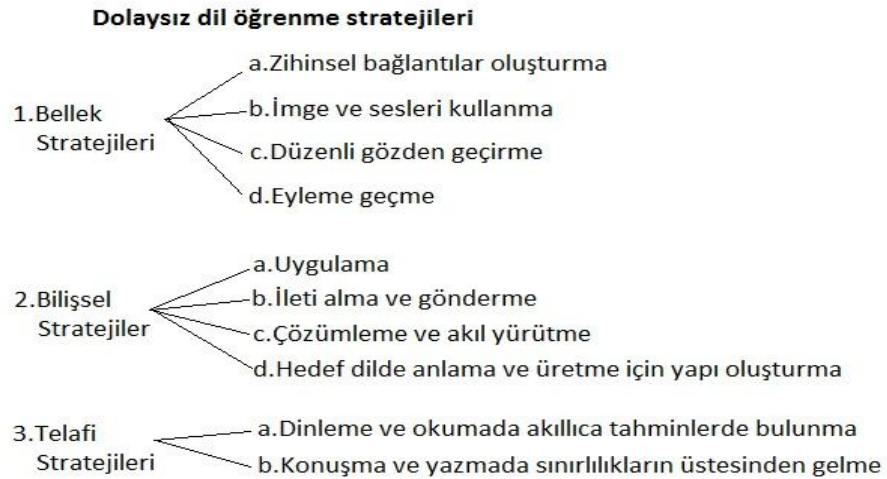 Dolaysız dil öğrenme stratejileri
1.Bellek
Stratejileri
a.Zihinsel bağlantılar oluşturma
b.İmge ve sesleri kullanma
c.Düzenli gözden geçirme
d.Eyleme geçme
2.Bilişsel
Stratejiler
a.Uygulama
b.İleti alma ve gönderme
c.Çözümleme ve akıl yürütme
d.Hedef dilde anlama ve üretme için yapı oluşturma
3.Telafi
Stratejileri
a.Dinleme ve okumada akıllıca tahminlerde bulunma
b.Konuşma ve yazmada sınırlılıkların üstesinden gelme